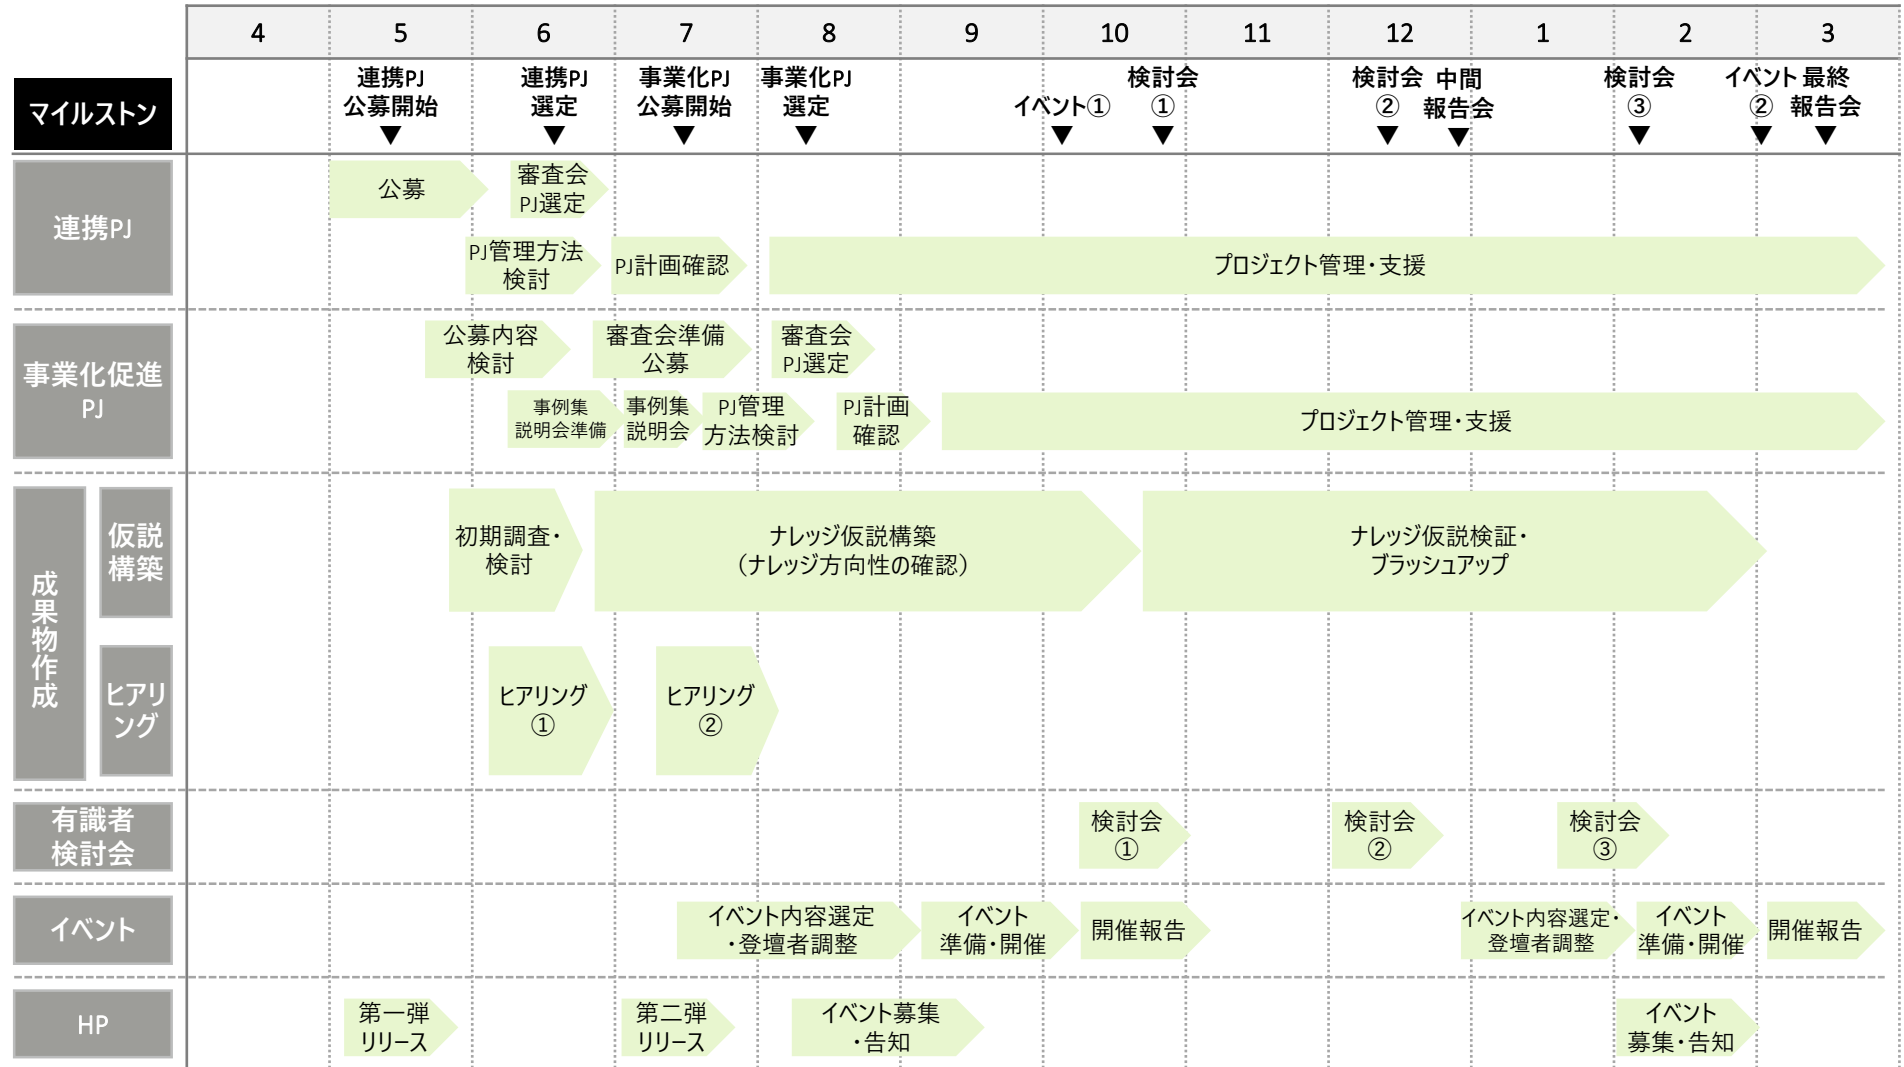 4
5
6
7
8
9
10
11
12
1
2
3
マイルストン
連携PJ
公募開始
連携PJ
選定
事業化PJ
公募開始
事業化PJ
選定
イベント①
検討会
①
検討会
②
中間
報告会
検討会
③
イベント
②
最終
報告会
連携PJ
公募
審査会
PJ選定
PJ管理方法
検討
PJ計画確認
プロジェクト管理・支援
事業化促進
PJ
公募内容
検討
審査会準備
公募
審査会
PJ選定
事例集
説明会準備
事例集
説明会
PJ管理
方法検討
PJ計画
確認
プロジェクト管理・支援
成果物作成
仮説
構築
初期調査・
検討
ナレッジ仮説構築
（ナレッジ方向性の確認）
ナレッジ仮説検証・
ブラッシュアップ
ヒアリ
ング
ヒアリング
①
ヒアリング
②
有識者
検討会
検討会
①
検討会
②
検討会
③
イベント
イベント内容選定
・登壇者調整
イベント
準備・開催
開催報告
イベント内容選定・
登壇者調整
イベント
準備・開催
開催報告
HP
第一弾
リリース
第二弾
リリース
イベント募集
・告知
イベント
募集・告知